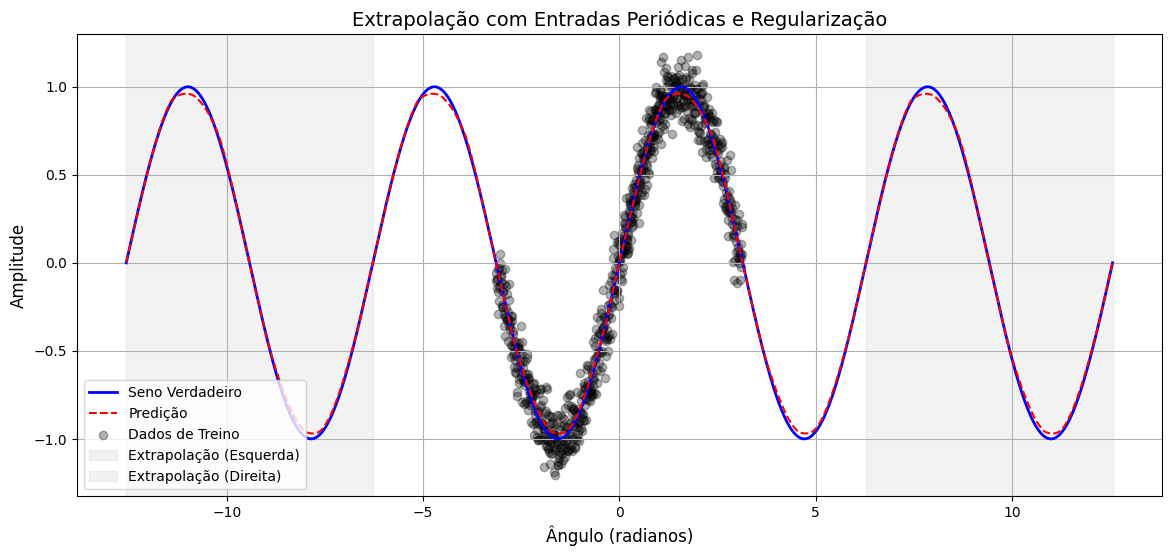 Extrapolação com Entradas Periódicas e Regularização
Amplitude
1.0
0.5
0.0
−0.5
−1.0
Seno Verdadeiro
Predição
Dados de Treino
Extrapolação (Esquerda)
Extrapolação (Direita)
−10
−5
0
5
10
Ângulo (radianos)